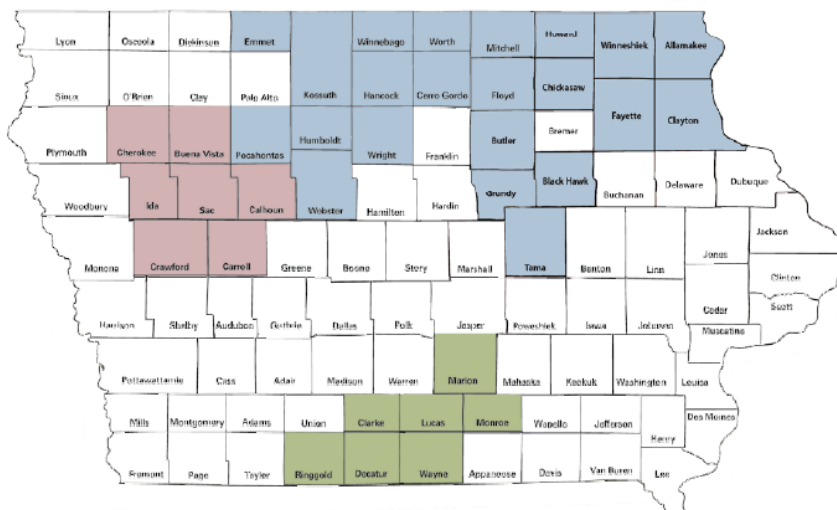 Lyon Osceola Dickinson Emmet Winnebago Worth Mitchell Howard Winneshiek Allamakee
Sioux O'Brien Clay Palo Alto Kossuth Hancock Cerro Gordo Floyd Chickasaw
Plymouth Cherokee Buena Vista Pocahontas Humboldt Wright Franklin Butler Bremer Fayette Clayton
Woodbury Ida Sac Calhoun Webster Hamilton Hardin Grundy Black Hawk Buchanan Delaware Dubuque
Monona Crawford Carroll Greene Boone Story Marshall Tama Benton Linn Jones Jackson
Clinton
Harrison Shelby Audubon Guthrie Dallas Polk Jasper Poweshiek Iowa Johnson Cedar Scott
Muscatine
Pottawattamie Cass Adair Madison Warren Marion Mahaska Keokuk Washington Louisa
Mills Montgomery Adams Union Clarke Lucas Monroe Wapello Jefferson Henry Des Moines
Fremont Page Taylor Ringgold Decatur Wayne Appanoose Davis Van Buren Lee